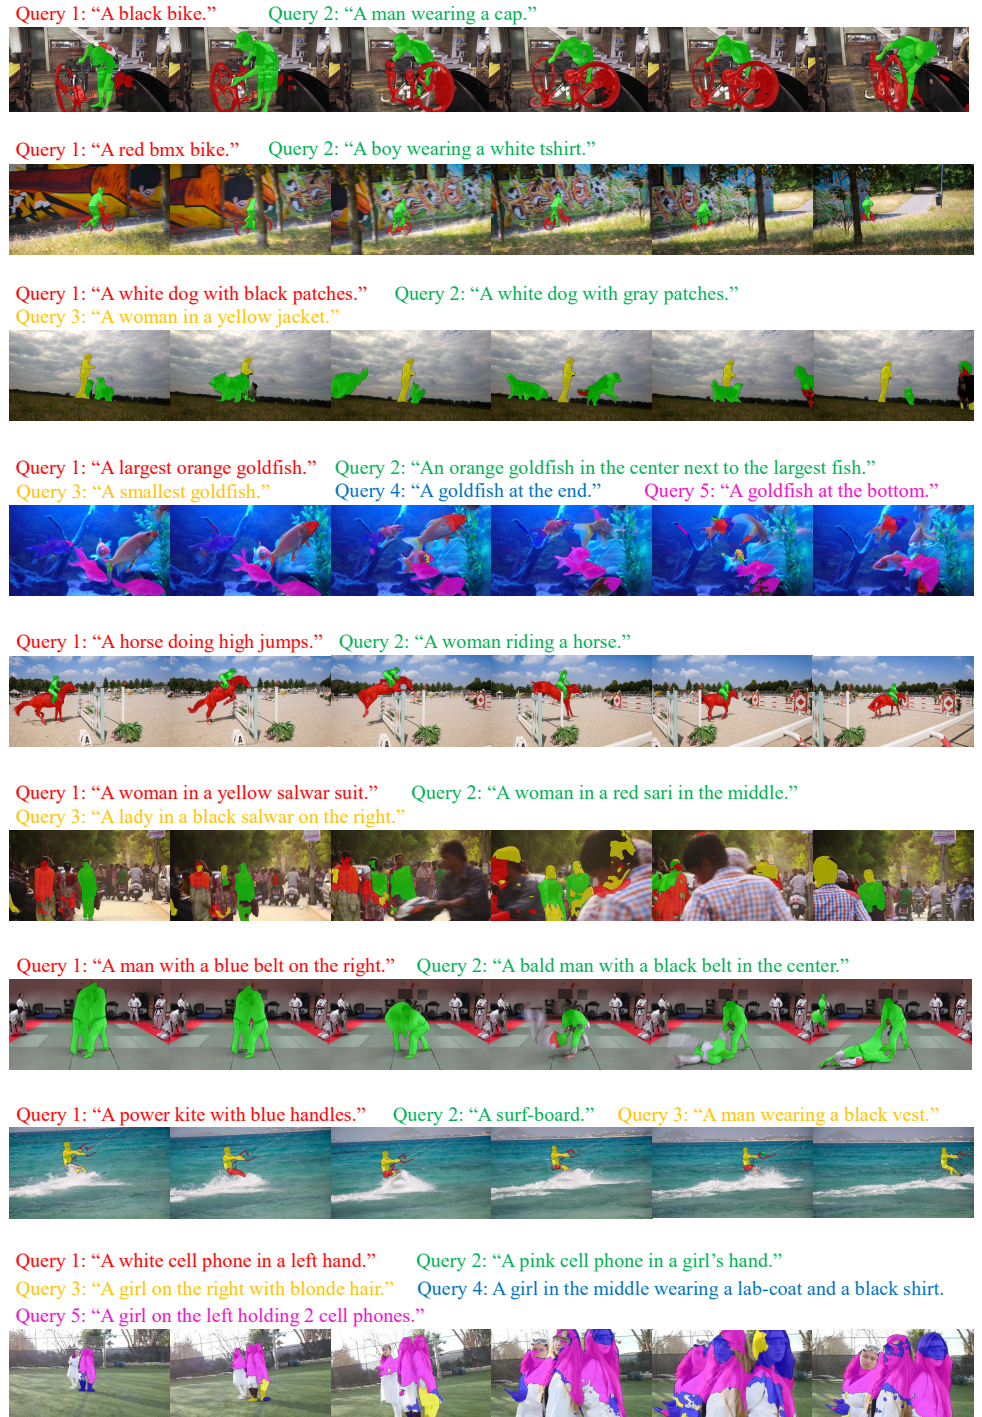 Query 1: “A black bike.” Query 2: “A man wearing a cap.”
Query 1: “A red bmx bike.” Query 2: “A boy wearing a white tshirt.”
Query 1: “A white dog with black patches.” Query 2: “A white dog with gray patches.”
Query 3: “A woman in a yellow jacket.”
Query 1: “A largest orange goldfish.” Query 2: “An orange goldfish in the center next to the largest fish.”
Query 3: “A smallest goldfish.” Query 4: “A goldfish at the end.” Query 5: “A goldfish at the bottom.”
Query 1: “A horse doing high jumps.” Query 2: “A woman riding a horse.”
Query 1: “A woman in a yellow salwar suit.” Query 2: “A woman in a red sari in the middle.”
Query 3: “A lady in a black salwar on the right.”
Query 1: “A man with a blue belt on the right.” Query 2: “A bald man with a black belt in the center.”
Query 1: “A power kite with blue handles.” Query 2: “A surf-board.” Query 3: “A man wearing a black vest.”
Query 1: “A white cell phone in a left hand.” Query 2: “A pink cell phone in a girl’s hand.”
Query 3: “A girl on the right with blonde hair.” Query 4: A girl in the middle wearing a lab-coat and a black shirt.
Query 5: “A girl on the left holding 2 cell phones.”